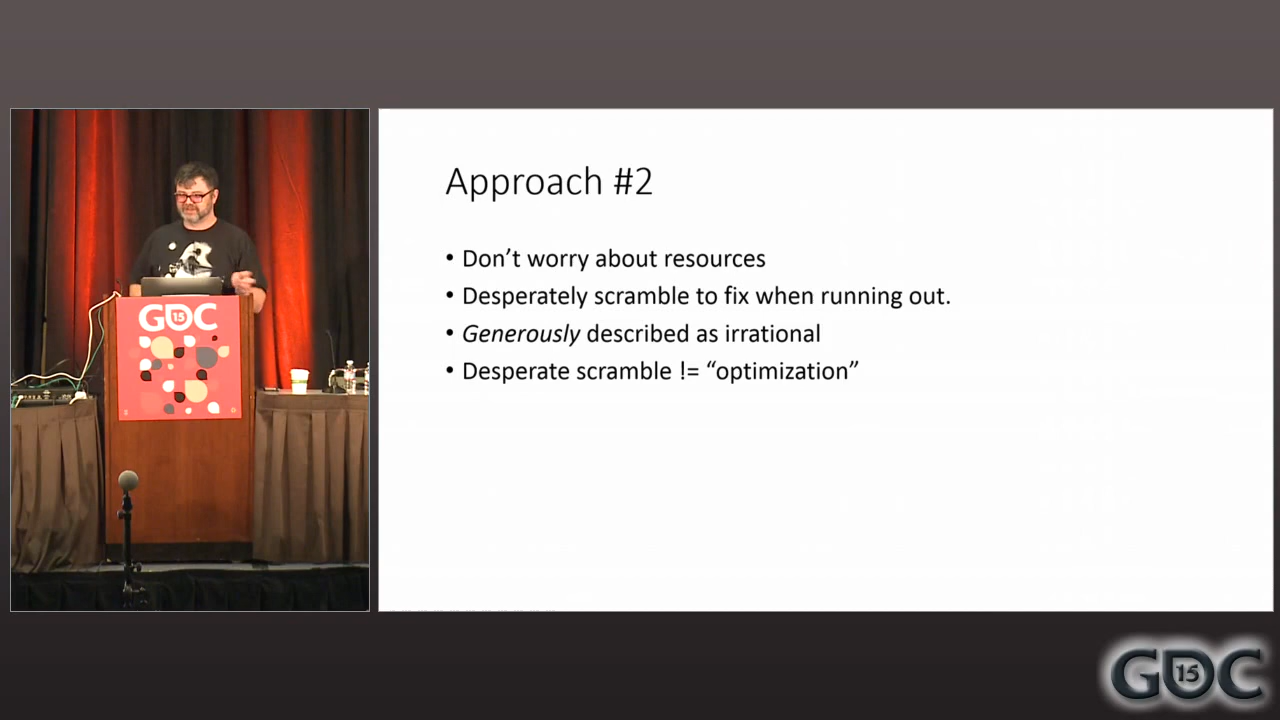 Approach #2
• Don’t worry about resources
• Desperately scramble to fix when running out.
• Generously described as irrational
• Desperate scramble != “optimization”
GDC 15
GDC 15